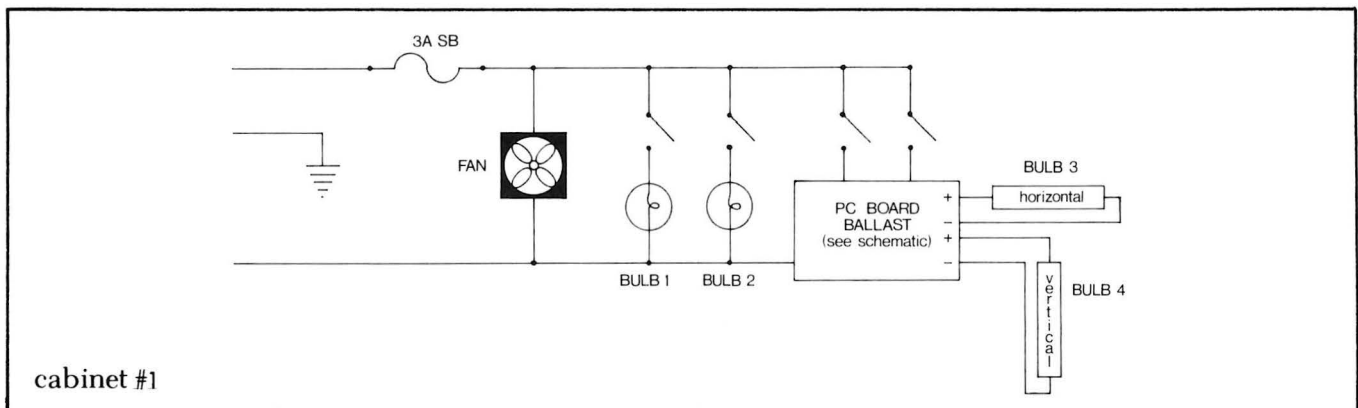 3A SB
FAN
BULB 1
BULB 2
PC BOARD
BALLAST
(see schematic)
+
−
+
−
BULB 3
horizontal
vertical
BULB 4
cabinet #1